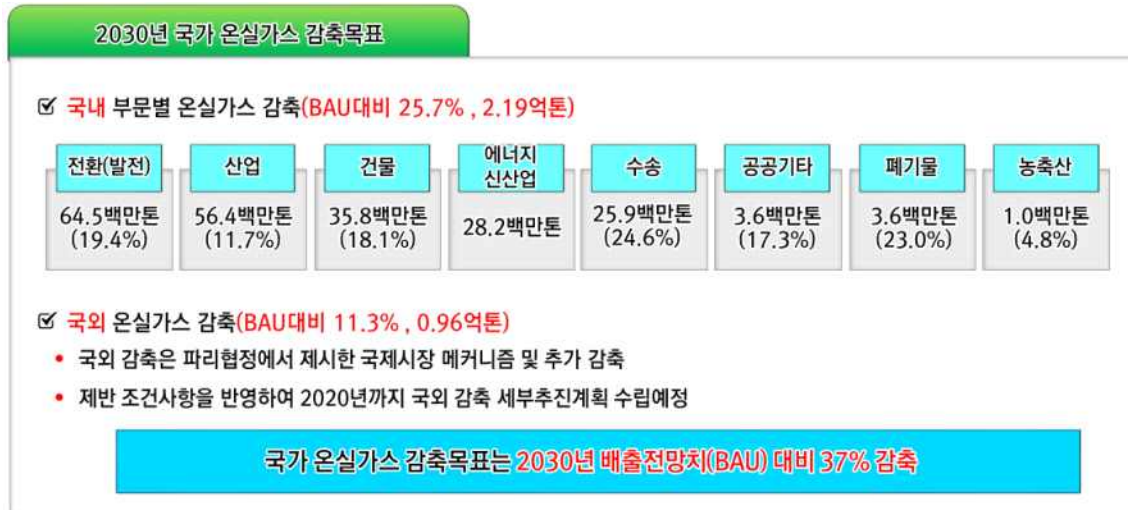 2030년 국가 온실가스 감축목표
☑ 국내 부문별 온실가스 감축(BAU대비 25.7% , 2.19억톤)
전환(발전) 산업 건물 에너지 신산업 수송 공공기타 폐기물 농축산
64.5백만톤 56.4백만톤 35.8백만톤 28.2백만톤 25.9백만톤 3.6백만톤 3.6백만톤 1.0백만톤
(19.4%) (11.7%) (18.1%) (24.6%) (17.3%) (23.0%) (4.8%)
☑ 국외 온실가스 감축(BAU대비 11.3% , 0.96억톤)
• 국외 감축은 파리협정에서 제시한 국제시장 메커니즘 및 추가 감축
• 제반 조건사항을 반영하여 2020년까지 국외 감축 세부추진계획 수립예정
국가 온실가스 감축목표는 2030년 배출전망치(BAU) 대비 37% 감축